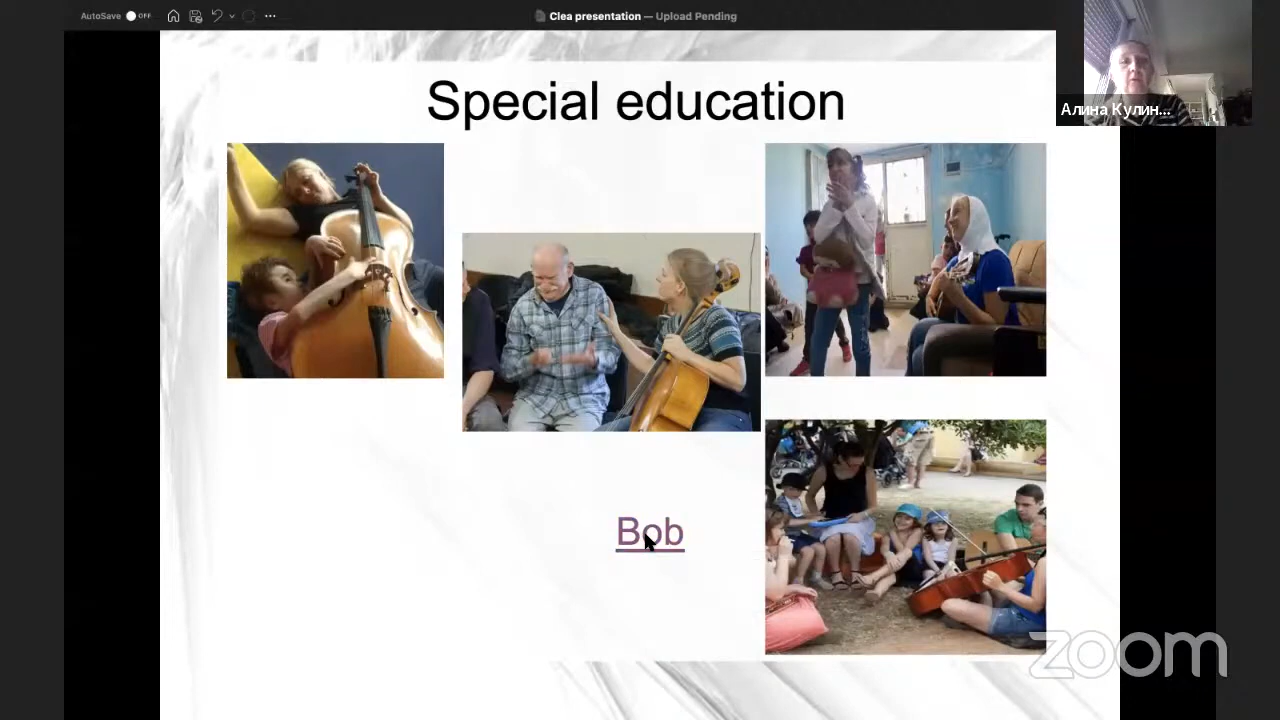 AutoSave OFF
Clea presentation — Upload Pending
Алина Кулин...
Special education
Bob
zoom